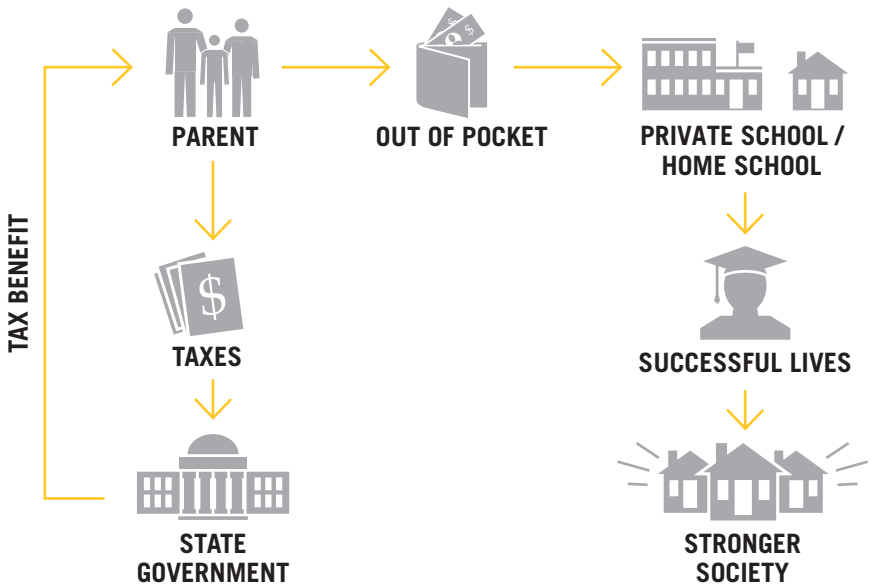 PARENT
OUT OF POCKET
PRIVATE SCHOOL /
HOME SCHOOL
TAX BENEFIT
$
TAXES
SUCCESSFUL LIVES
STATE
GOVERNMENT
STRONGER
SOCIETY